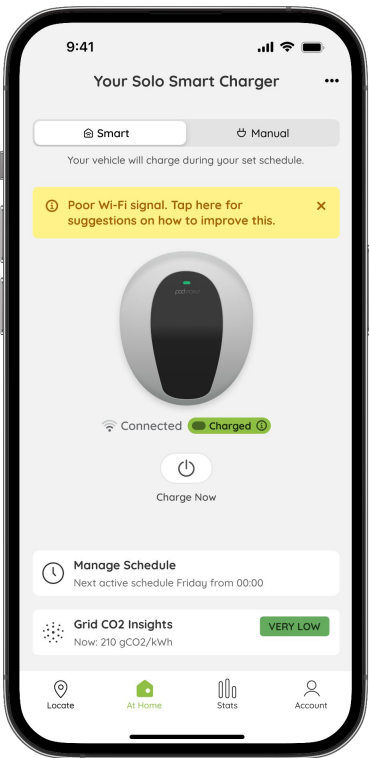 9:41
Your Solo Smart Charger
Smart
Manual
Your vehicle will charge during your set schedule.
Poor Wi-Fi signal. Tap
here for
suggestions on how to improve this.
Connected
Charged
Charge Now
Manage Schedule
Next active schedule Friday from 00:00
Grid CO2 Insights
VERY LOW
Now: 210 gCO2/kWh
Locate
At Home
Stats
Account